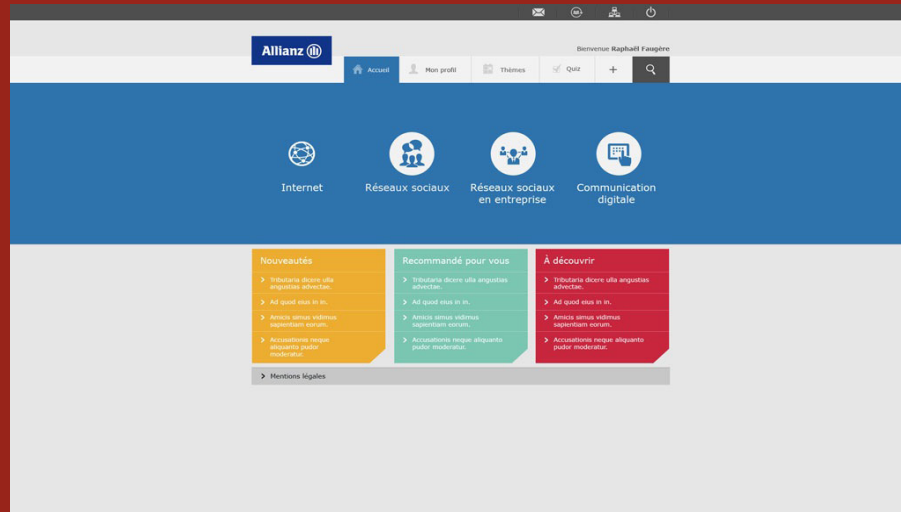 Allianz
Bienvenue Raphaël Faugère
Accueil
Mon profil
Thèmes
Quiz
+
Internet
Réseaux sociaux
Réseaux sociaux
en entreprise
Communication
digitale
Nouveautés
Tributaria dicere ulla
angustias advectae.
Ad quod eius in in.
Amicis simus vidimus
sapientiam eorum.
Accusationis neque
aliquanto pudor
moderatur.
Recommandé pour vous
Tributaria dicere ulla angustias
advectae.
Ad quod eius in in.
Amicis simus vidimus
sapientiam eorum.
Accusationis neque aliquanto
pudor moderatur.
À découvrir
Tributaria dicere ulla angustias
advectae.
Ad quod eius in in.
Amicis simus vidimus
sapientiam eorum.
Accusationis neque aliquanto
pudor moderatur.
Mentions légales